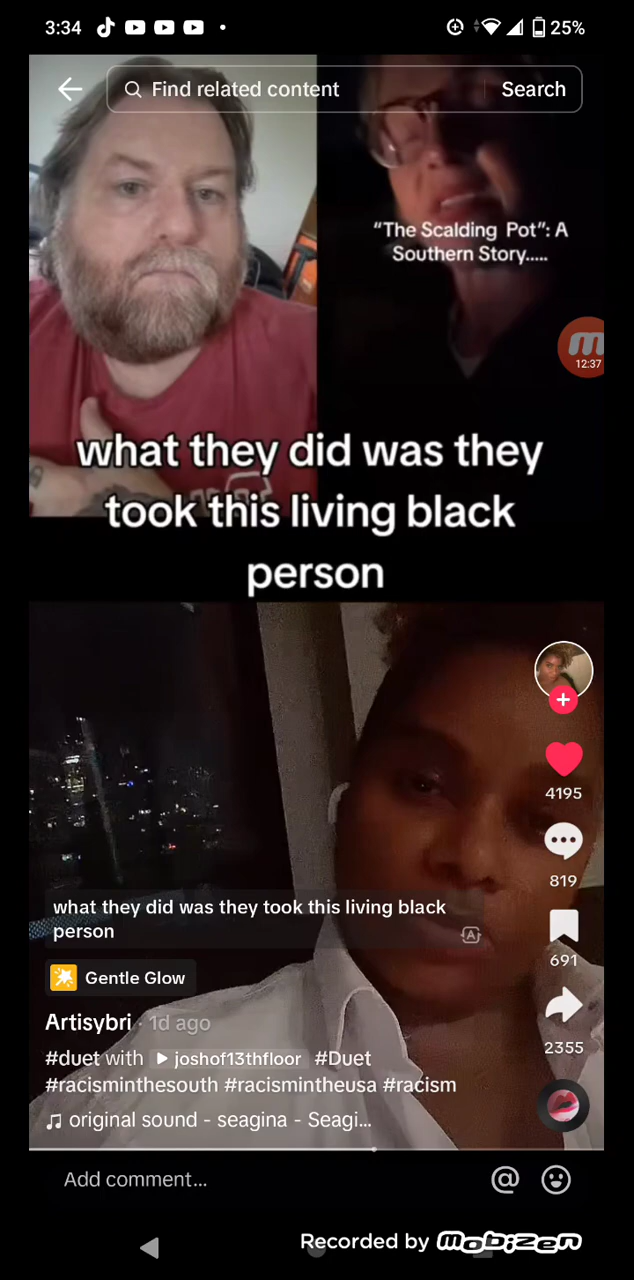 3:34
25%
Find related content
Search
“The Scalding Pot”: A
Southern Story.....
12:37
what they did was they
took this living black
person
4195
819
what they did was they took this living black
person
A
691
Gentle Glow
Artisybri · 1d ago
2355
#duet with joshof13thfloor #Duet
#racisminthesouth #racismintheusa #racism
original sound - seagina - Seagi...
Add comment...
@
Recorded by mobizen